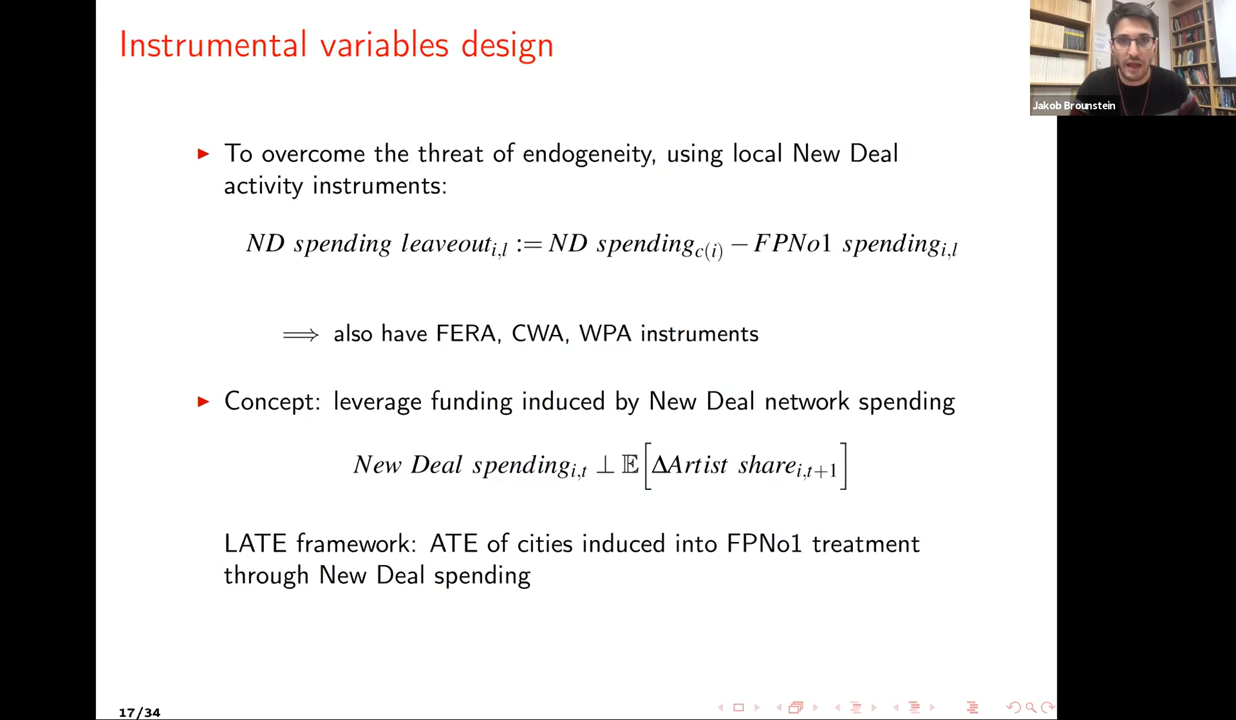 Instrumental variables design
Jakob Brounstein
▶ To overcome the threat of endogeneity, using local New Deal
activity instruments:
ND spending leaveout_{i,l} := ND spending_{c(i)} − FPNo1 spending_{i,l}
⟹ also have FERA, CWA, WPA instruments
▶ Concept: leverage funding induced by New Deal network spending
New Deal spending_{i,t} ⊥ 𝔼[ΔArtist share_{i,t+1}]
LATE framework: ATE of cities induced into FPNo1 treatment
through New Deal spending
17/34